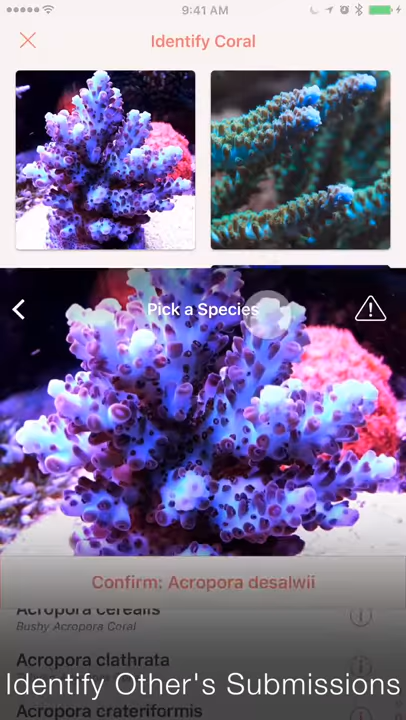 9:41 AM
Identify Coral
Pick a Species
Confirm: Acropora desalwii
Acropora cerealis
Bushy Acropora Coral
Acropora clathrata
Identify Other's Submissions
Acropora crateriformis